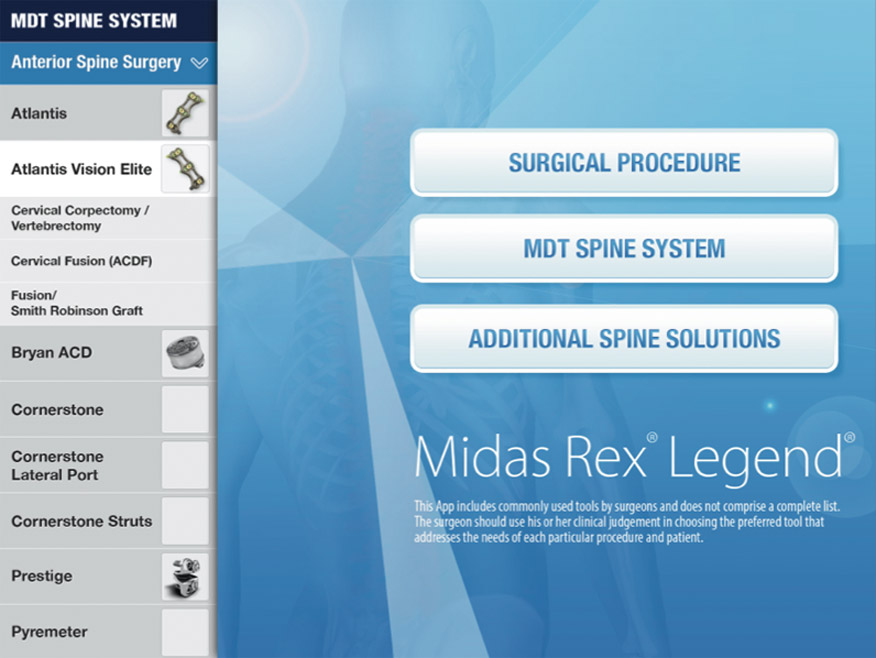 MDT SPINE SYSTEM
Anterior Spine Surgery
Atlantis
Atlantis Vision Elite
Cervical Corpectomy /
Vertebrectomy
Cervical Fusion (ACDF)
Fusion/
Smith Robinson Graft
Bryan ACD
Cornerstone
Cornerstone
Lateral Port
Cornerstone Struts
Prestige
Pyremeter
SURGICAL PROCEDURE
MDT SPINE SYSTEM
ADDITIONAL SPINE SOLUTIONS
Midas Rex® Legend®
This App includes commonly used tools by surgeons and does not comprise a complete list.
The surgeon should use his or her clinical judgement in choosing the preferred tool that
addresses the needs of each particular procedure and patient.